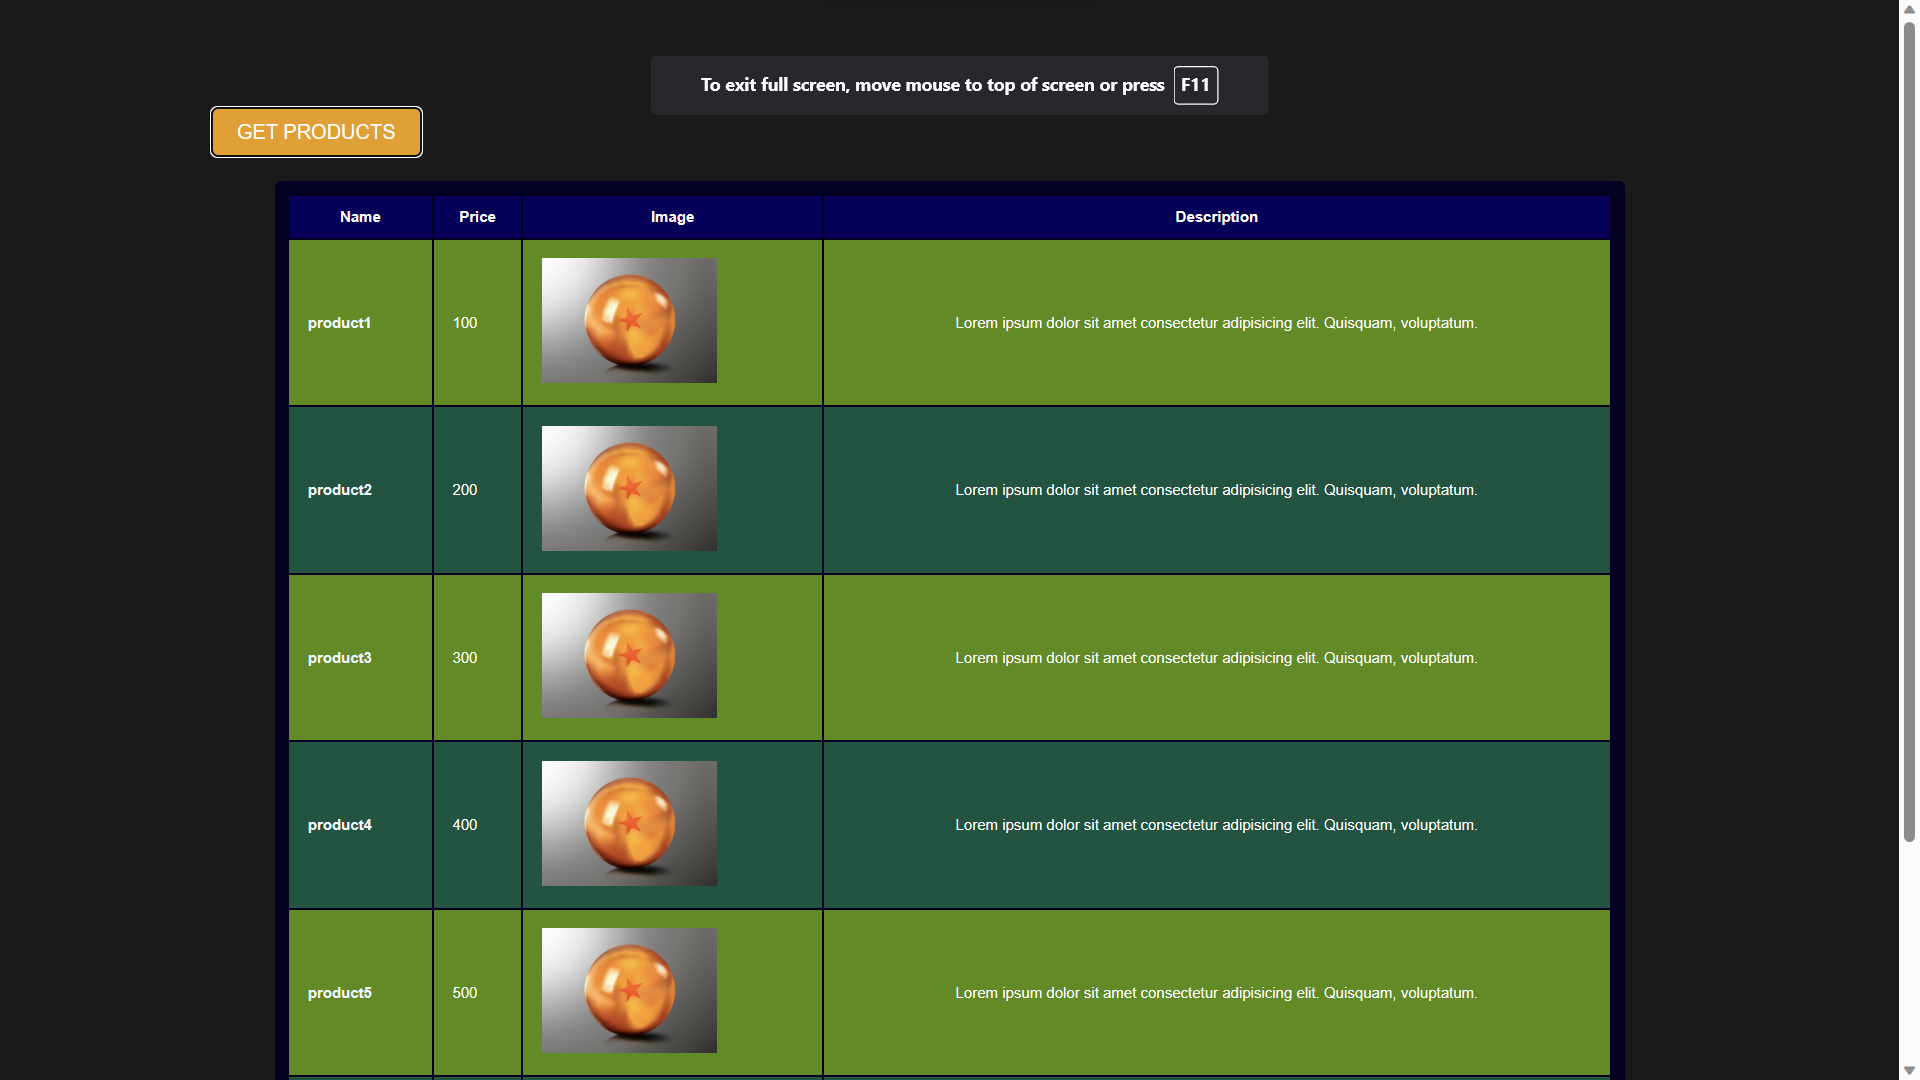 To exit full screen, move mouse to top of screen or press F11
GET PRODUCTS
Name Price Image Description
product1 100 Lorem ipsum dolor sit amet consectetur adipisicing elit. Quisquam, voluptatum.
product2 200 Lorem ipsum dolor sit amet consectetur adipisicing elit. Quisquam, voluptatum.
product3 300 Lorem ipsum dolor sit amet consectetur adipisicing elit. Quisquam, voluptatum.
product4 400 Lorem ipsum dolor sit amet consectetur adipisicing elit. Quisquam, voluptatum.
product5 500 Lorem ipsum dolor sit amet consectetur adipisicing elit. Quisquam, voluptatum.